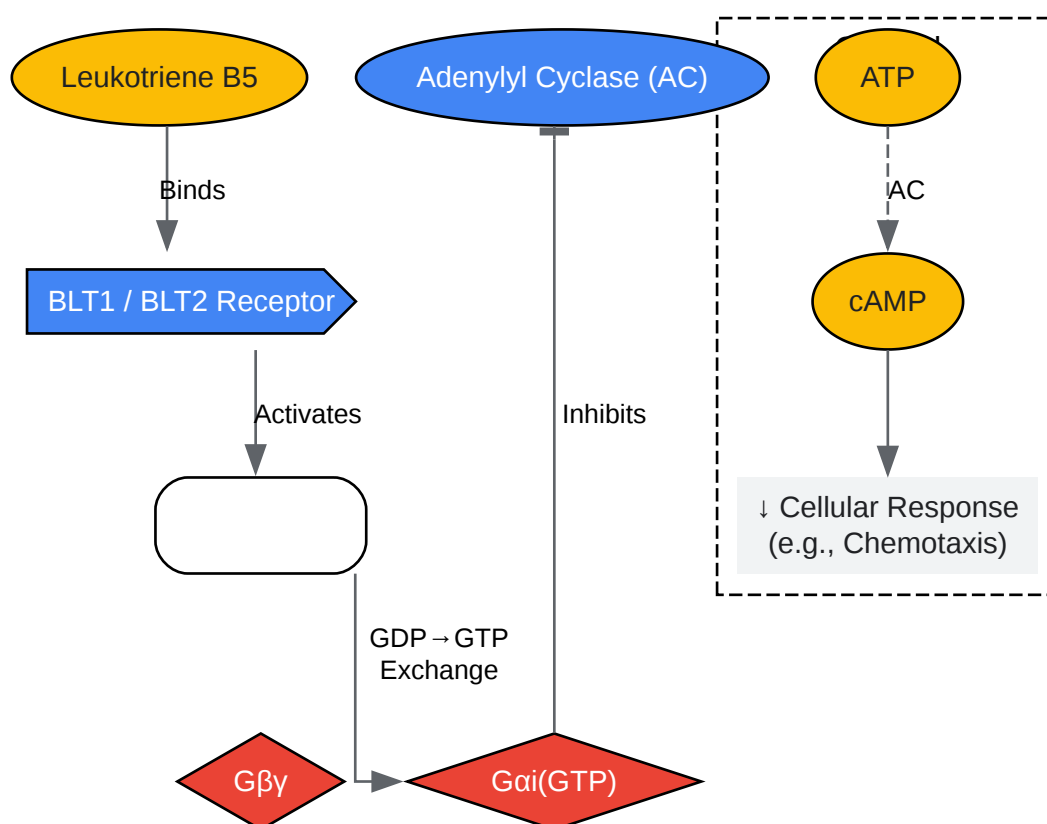 Leukotriene B5
Adenylyl Cyclase (AC)
ATP
Binds
AC
BLT1 / BLT2 Receptor
cAMP
Activates
Inhibits
↓ Cellular Response
(e.g., Chemotaxis)
GDP→GTP
Exchange
Gβγ
Gαi(GTP)